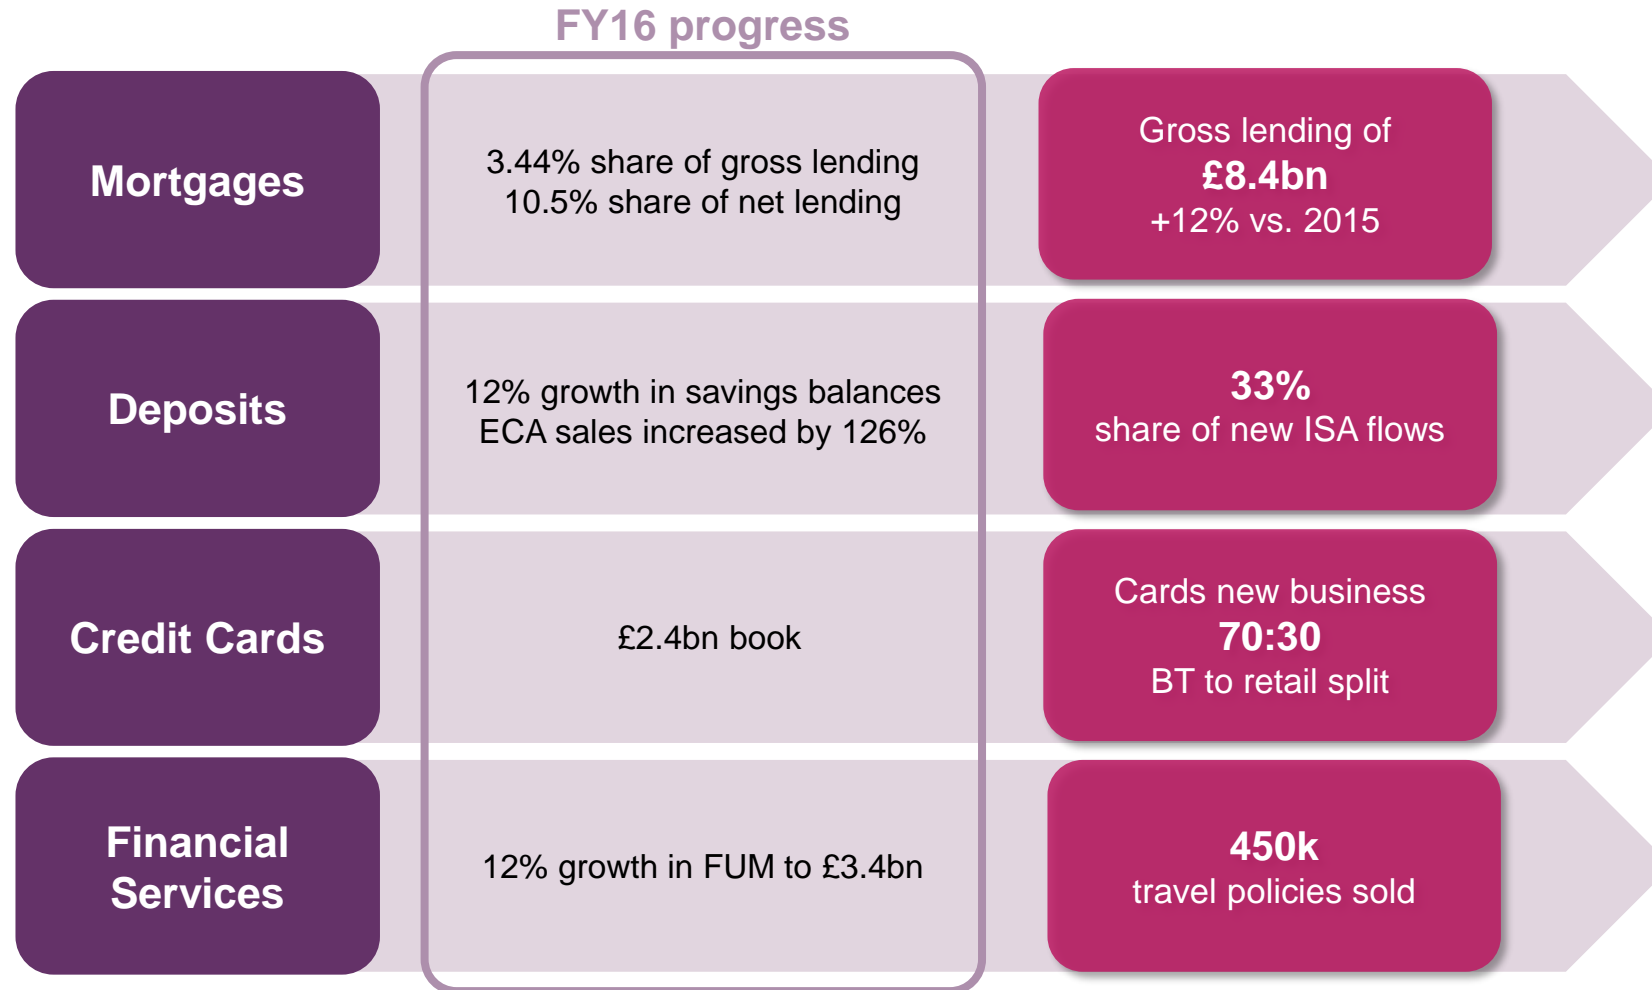 FY16 progress
Mortgages
3.44% share of gross lending
10.5% share of net lending
Gross lending of
£8.4bn
+12% vs. 2015
Deposits
12% growth in savings balances
ECA sales increased by 126%
33%
share of new ISA flows
Credit Cards
£2.4bn book
Cards new business
70:30
BT to retail split
Financial
Services
12% growth in FUM to £3.4bn
450k
travel policies sold